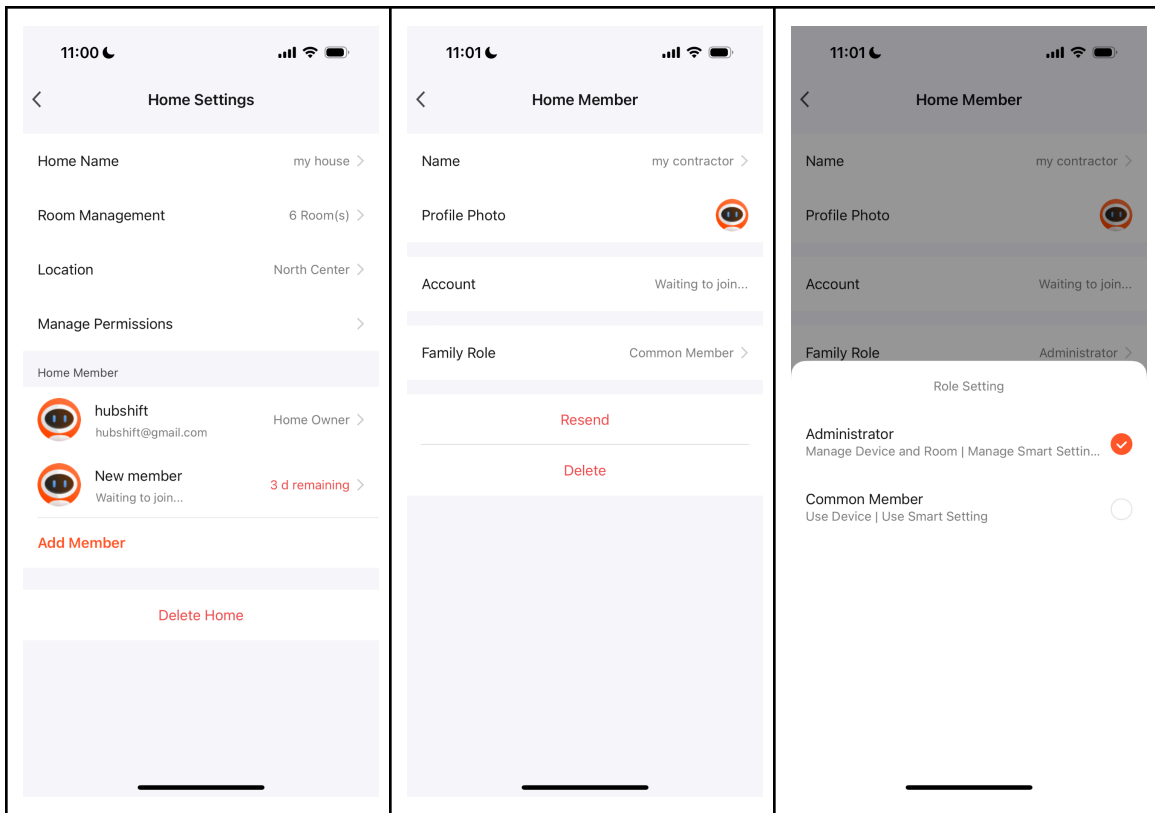 11:00
Home Settings
Home Name my house
Room Management 6 Room(s)
Location North Center
Manage Permissions
Home Member
hubshift Home Owner
hubshift@gmail.com
New member 3 d remaining
Waiting to join...
Add Member
Delete Home
11:01
Home Member
Name my contractor
Profile Photo
Account Waiting to join...
Family Role Common Member
Resend
Delete
11:01
Home Member
Name my contractor
Profile Photo
Account Waiting to join...
Family Role Administrator
Role Setting
Administrator
Manage Device and Room | Manage Smart Settin...
Common Member
Use Device | Use Smart Setting